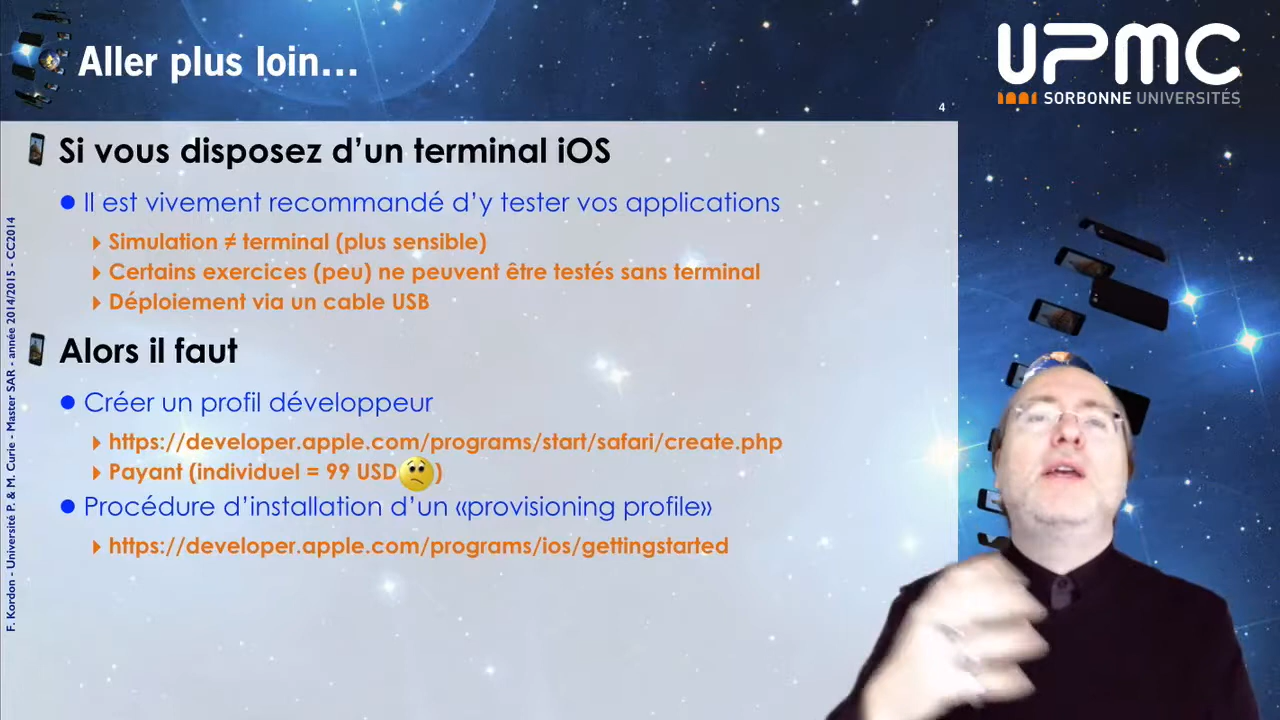 Aller plus loin...
UPMC
SORBONNE UNIVERSITÉS
4
Si vous disposez d’un terminal iOS
Il est vivement recommandé d’y tester vos applications
Simulation ≠ terminal (plus sensible)
Certains exercices (peu) ne peuvent être testés sans terminal
Déploiement via un cable USB
Alors il faut
Créer un profil développeur
https://developer.apple.com/programs/start/safari/create.php
Payant (individuel = 99 USD )
Procédure d’installation d’un «provisioning profile»
https://developer.apple.com/programs/ios/gettingstarted
F. Kordon - Université P. & M. Curie - Master SAR - année 2014/2015 - CC2014